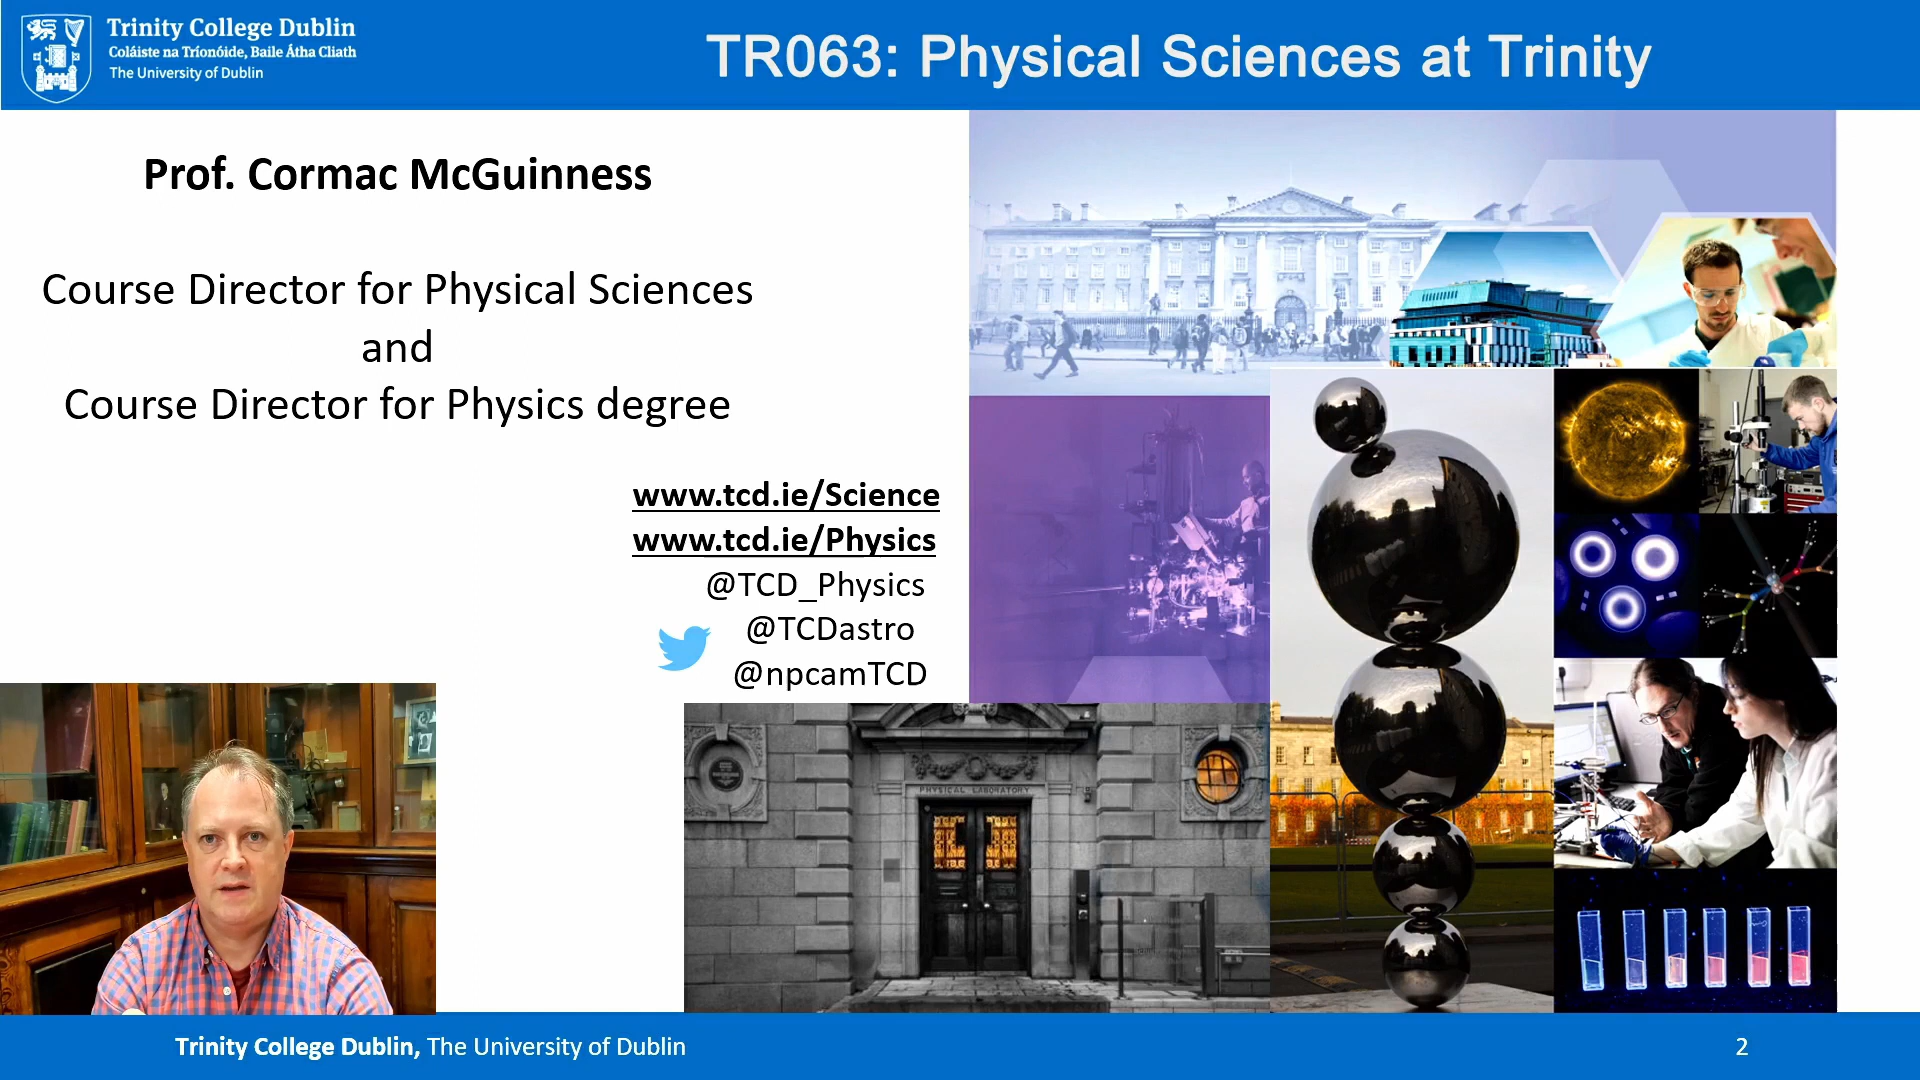 Trinity College Dublin
Coláiste na Tríonóide, Baile Átha Cliath
The University of Dublin
TR063: Physical Sciences at Trinity
Prof. Cormac McGuinness
Course Director for Physical Sciences
and
Course Director for Physics degree
www.tcd.ie/Science
www.tcd.ie/Physics
@TCD_Physics
@TCDastro
@npcamTCD
PHYSICAL LABORATORY
Trinity College Dublin, The University of Dublin
2